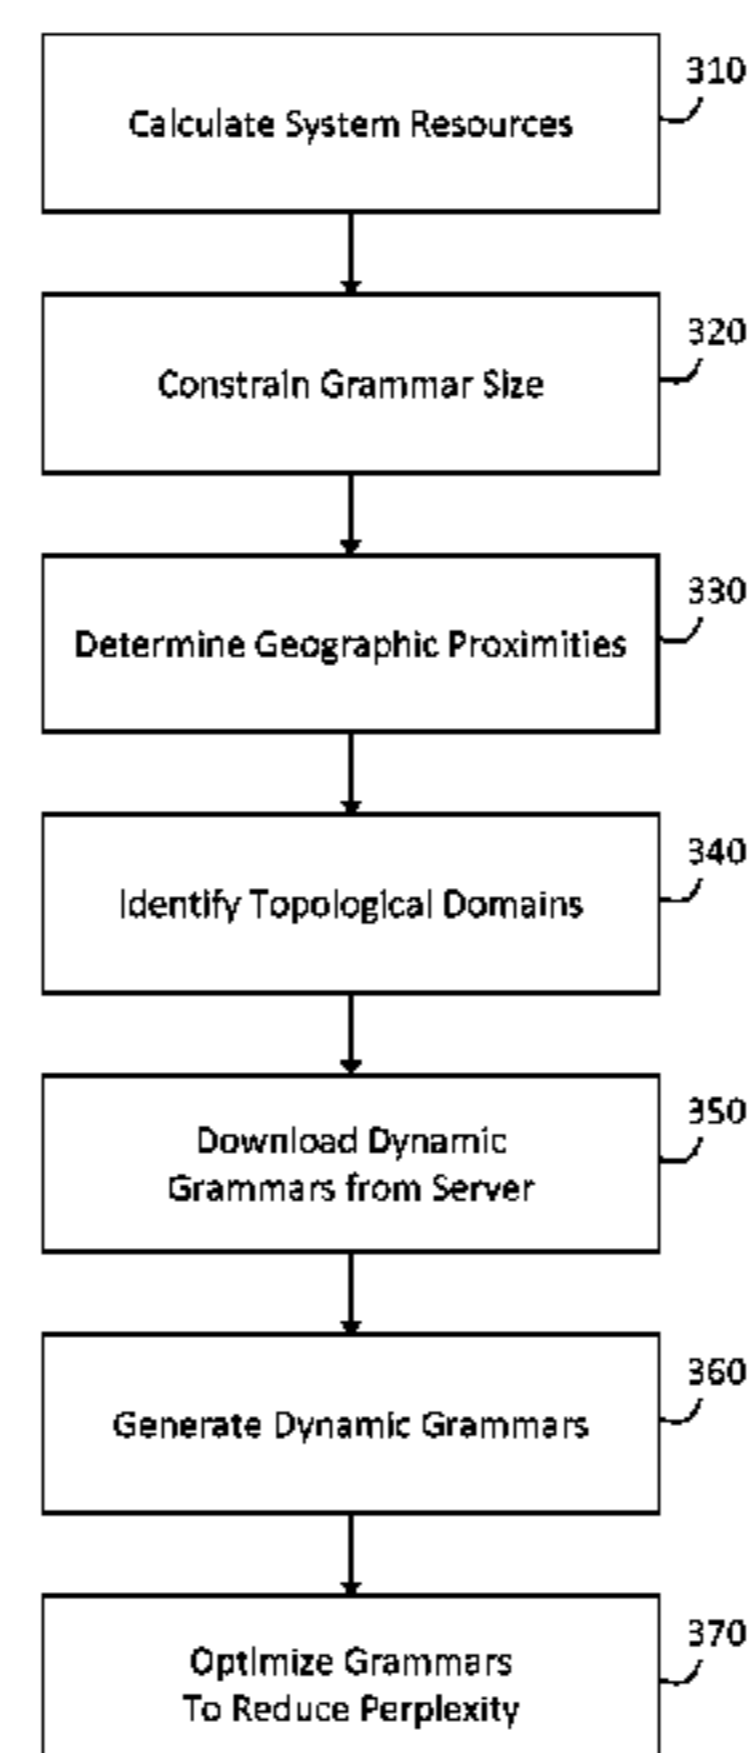 310
Calculate System Resources
320
Constrain Grammar Size
330
Determine Geographic Proximities
340
Identify Topological Domains
350
Download Dynamic
Grammars from Server
360
Generate Dynamic Grammars
370
Optimize Grammars
To Reduce Perplexity